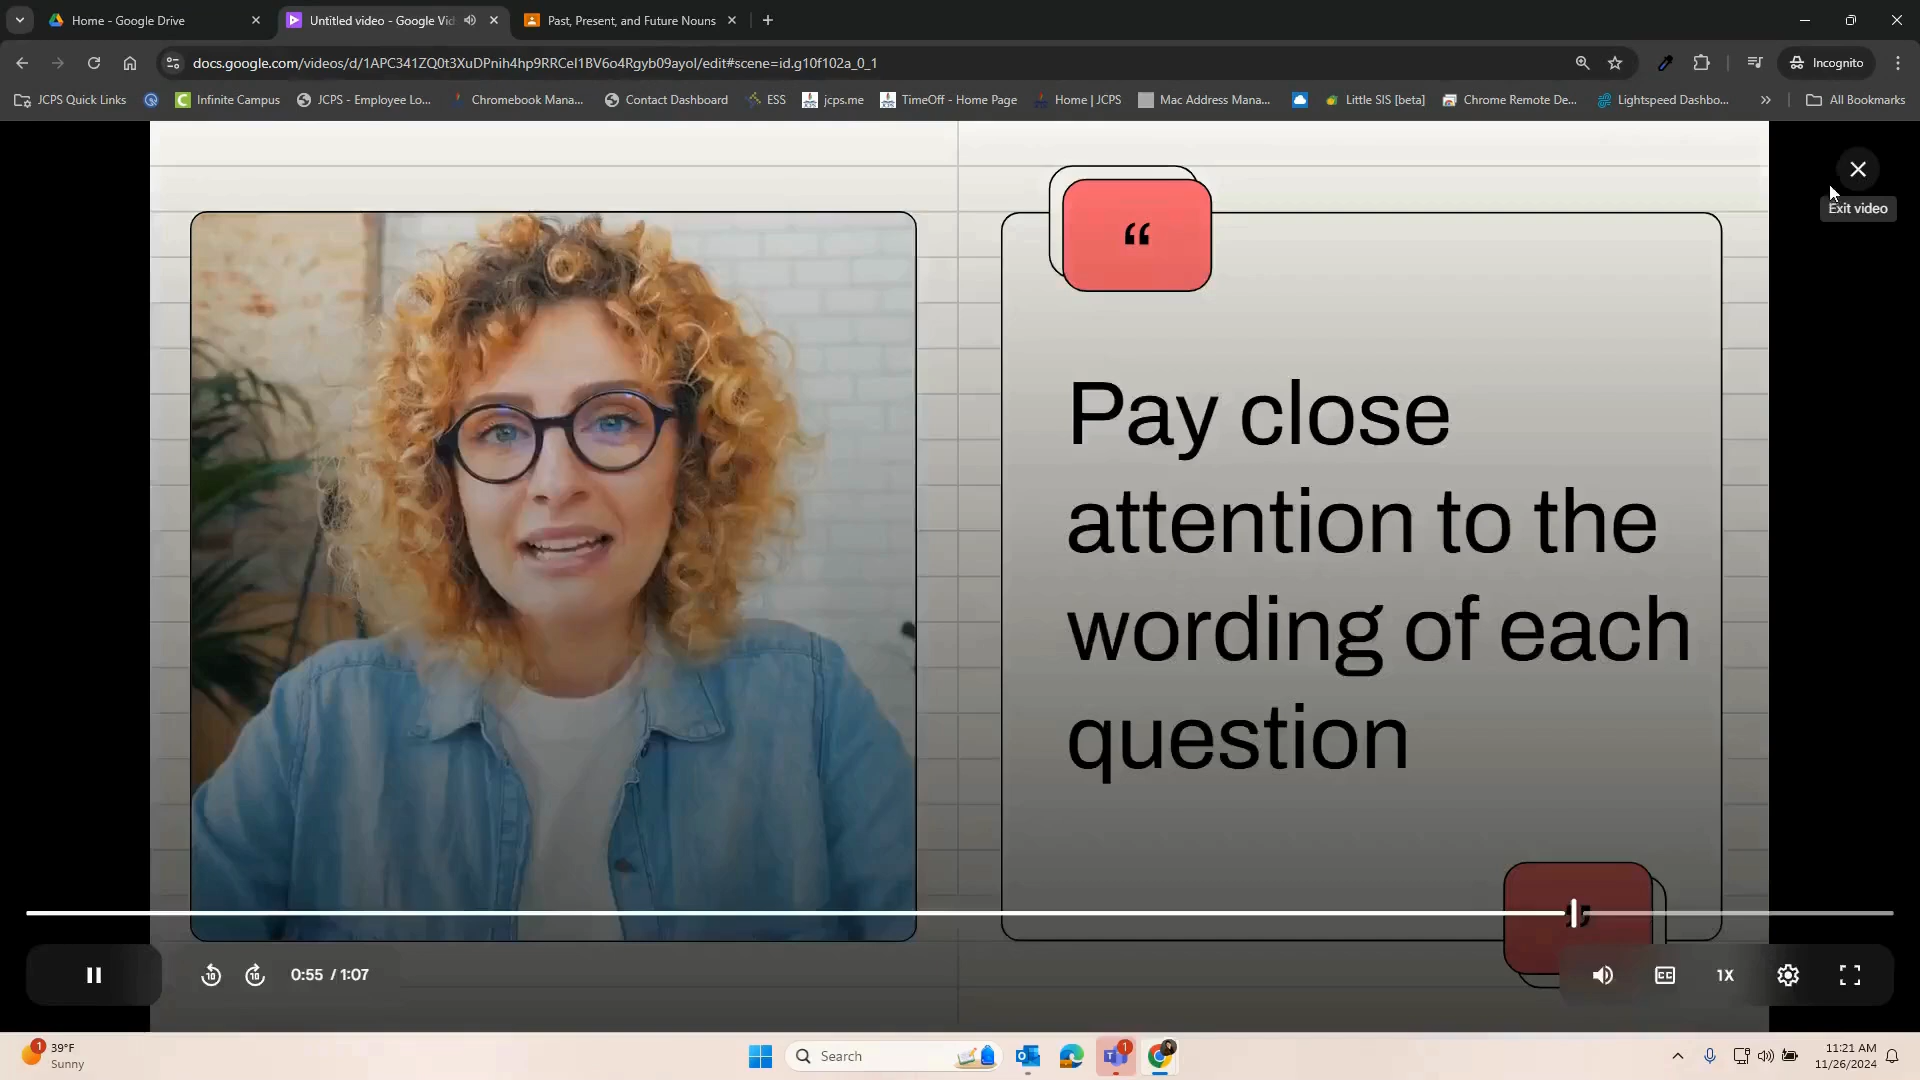 Home - Google Drive
Untitled video - Google Vid
Past, Present, and Future Nouns
docs.google.com/videos/d/1APC341ZQ0t3XuDPnih4hp9RRCeI1BV6o4Rgyb09ayoI/edit#scene=id.g10f102a_0_1
Incognito
JCPS Quick Links
Infinite Campus
JCPS - Employee Lo...
Chromebook Mana...
Contact Dashboard
ESS
jcps.me
TimeOff - Home Page
Home | JCPS
Mac Address Mana...
Little SIS [beta]
Chrome Remote De...
Lightspeed Dashbo...
All Bookmarks
Exit video
“
Pay close
attention to the
wording of each
question
0:55 / 1:07
CC
1X
39°F
Sunny
Search
11:21 AM
11/26/2024